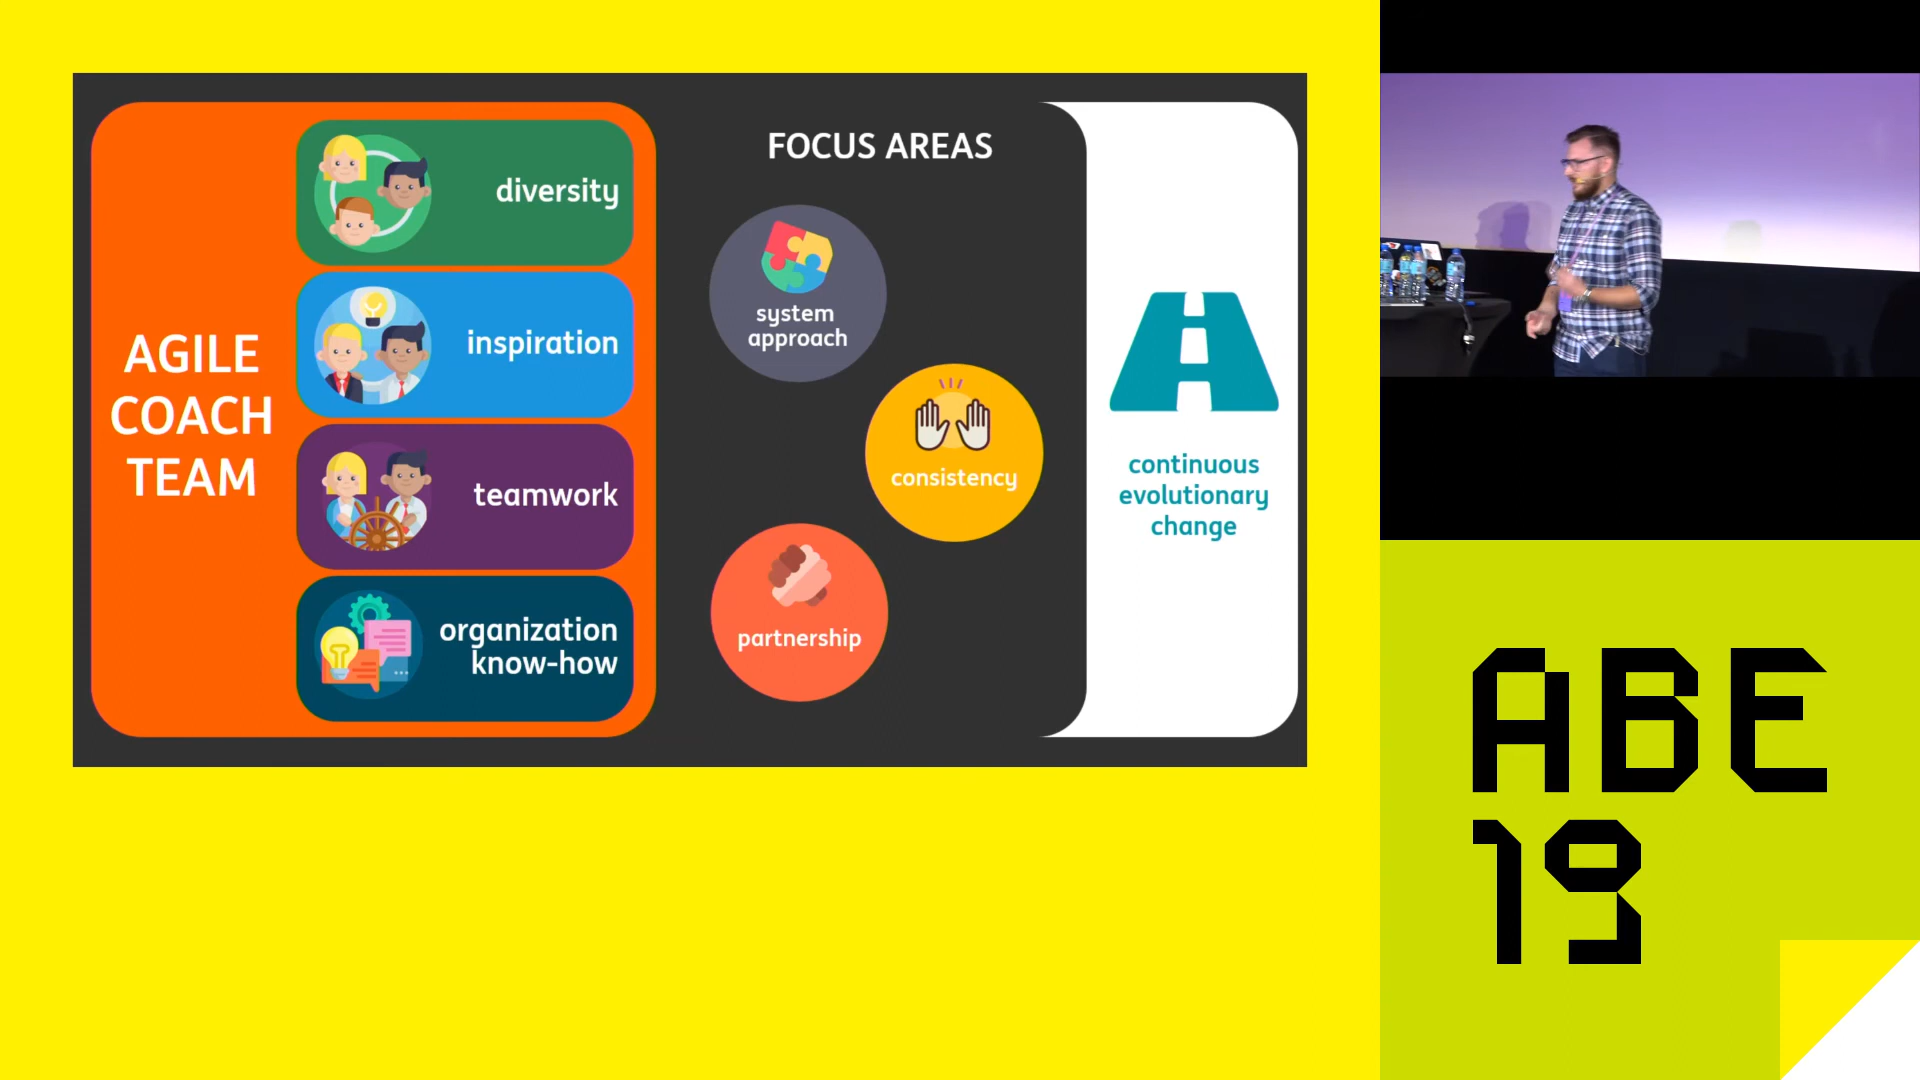 AGILE
COACH
TEAM
diversity
inspiration
teamwork
organization
know-how
FOCUS AREAS
system
approach
consistency
partnership
continuous
evolutionary
change
ABE
19